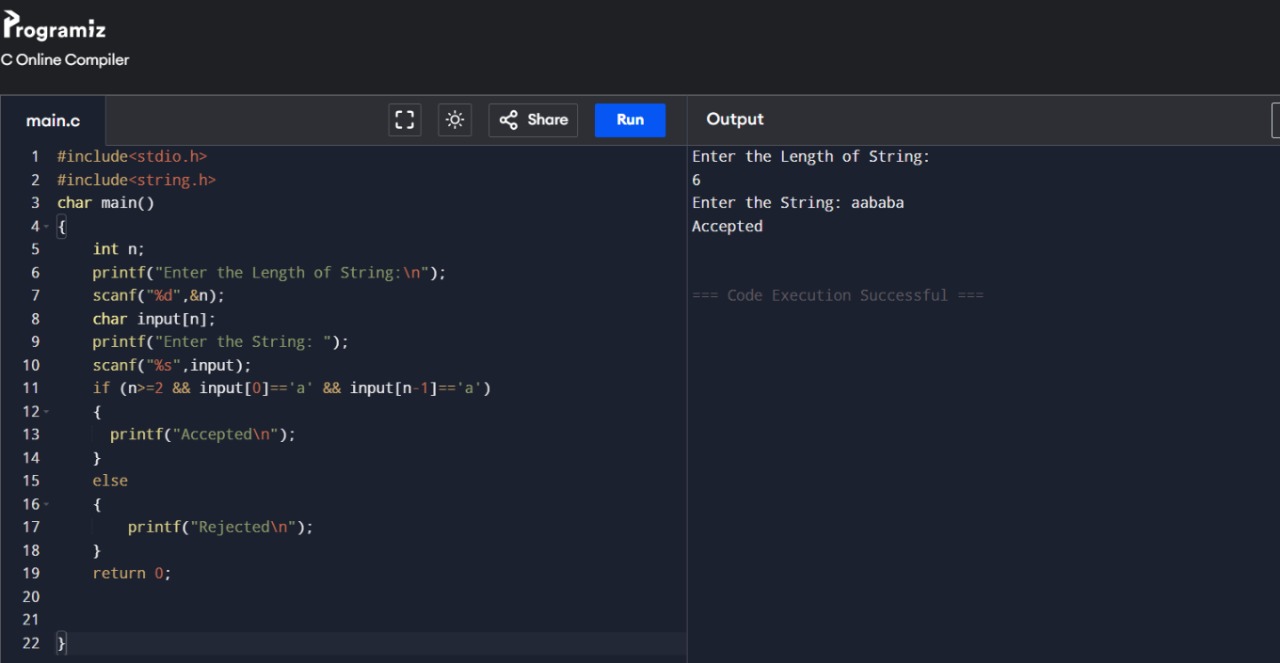 Programiz
C Online Compiler
main.c
Share
Run
Output
1 #include<stdio.h>
2 #include<string.h>
3 char main()
4 {
5 int n;
6 printf("Enter the Length of String:\n");
7 scanf("%d",&n);
8 char input[n];
9 printf("Enter the String: ");
10 scanf("%s",input);
11 if (n>=2 && input[0]=='a' && input[n-1]=='a')
12 {
13 printf("Accepted\n");
14 }
15 else
16 {
17 printf("Rejected\n");
18 }
19 return 0;
20
21
22 }
Enter the Length of String:
6
Enter the String: aababa
Accepted
=== Code Execution Successful ===